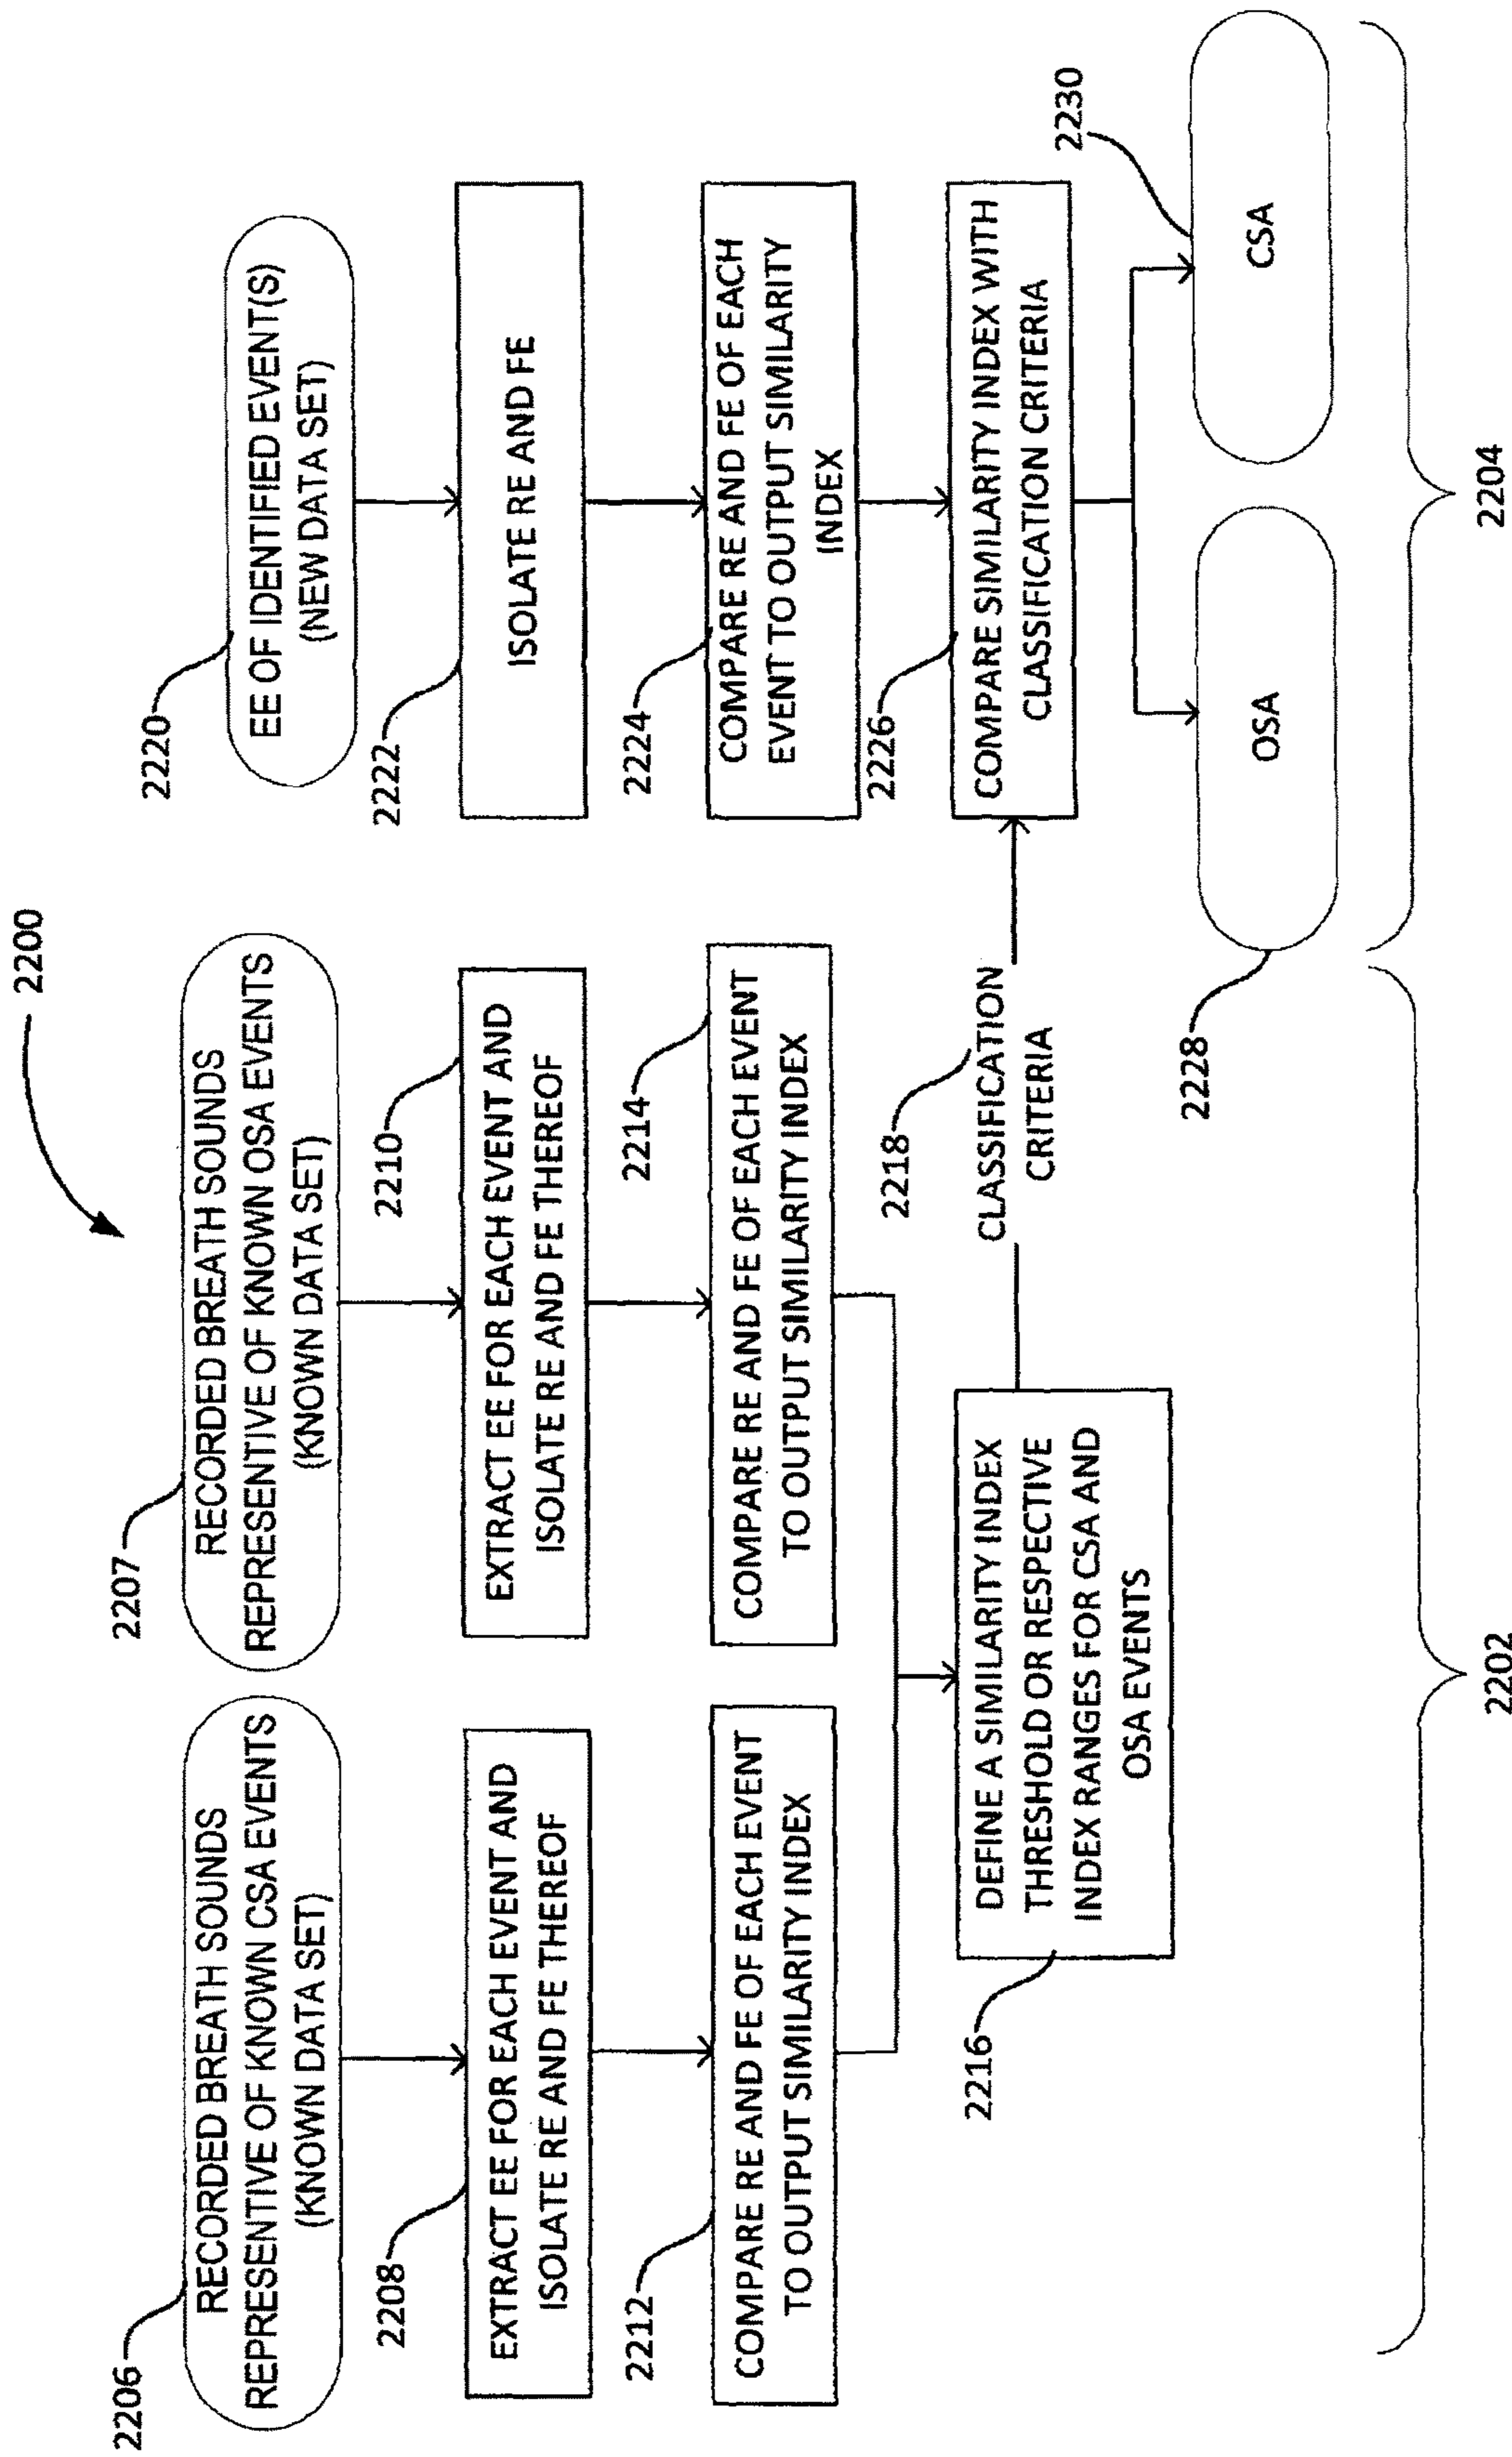 2200
2206
RECORDED BREATH SOUNDS
REPRESENTIVE OF KNOWN CSA EVENTS
(KNOWN DATA SET)
2207
RECORDED BREATH SOUNDS
REPRESENTIVE OF KNOWN OSA EVENTS
(KNOWN DATA SET)
2220
EE OF IDENTIFIED EVENT(S)
(NEW DATA SET)
2208
EXTRACT EE FOR EACH EVENT AND
ISOLATE RE AND FE THEREOF
2210
EXTRACT EE FOR EACH EVENT AND
ISOLATE RE AND FE THEREOF
2222
ISOLATE RE AND FE
2212
COMPARE RE AND FE OF EACH EVENT
TO OUTPUT SIMILARITY INDEX
2214
COMPARE RE AND FE OF EACH EVENT
TO OUTPUT SIMILARITY INDEX
2224
COMPARE RE AND FE OF EACH
EVENT TO OUTPUT SIMILARITY
INDEX
2216
DEFINE A SIMILARITY INDEX
THRESHOLD OR RESPECTIVE
INDEX RANGES FOR CSA AND
OSA EVENTS
2218
CLASSIFICATION
CRITERIA
2226
COMPARE SIMILARITY INDEX WITH
CLASSIFICATION CRITERIA
2228
OSA
2230
CSA
2202
2204